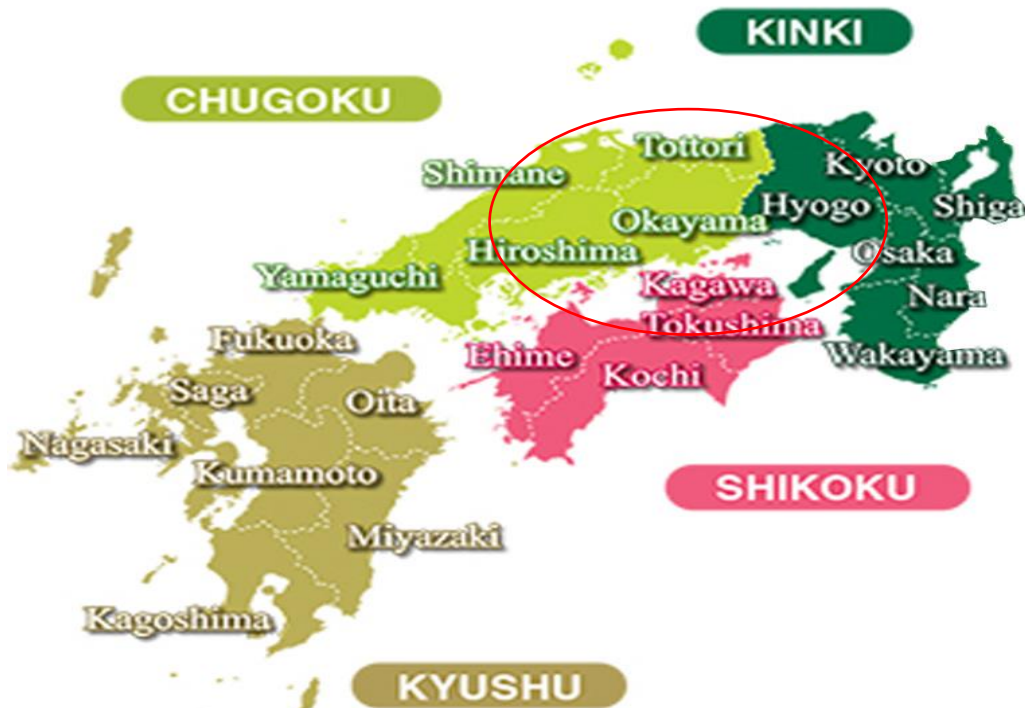 KINKI
CHUGOKU
Tottori
Kyoto
Shimane
Hyogo
Shiga
Okayama
Hiroshima
Osaka
Yamaguchi
Kagawa
Nara
Tokushima
Fukuoka
Ehime
Wakayama
Kochi
Saga
Oita
Nagasaki
Kumamoto
SHIKOKU
Miyazaki
Kagoshima
KYUSHU